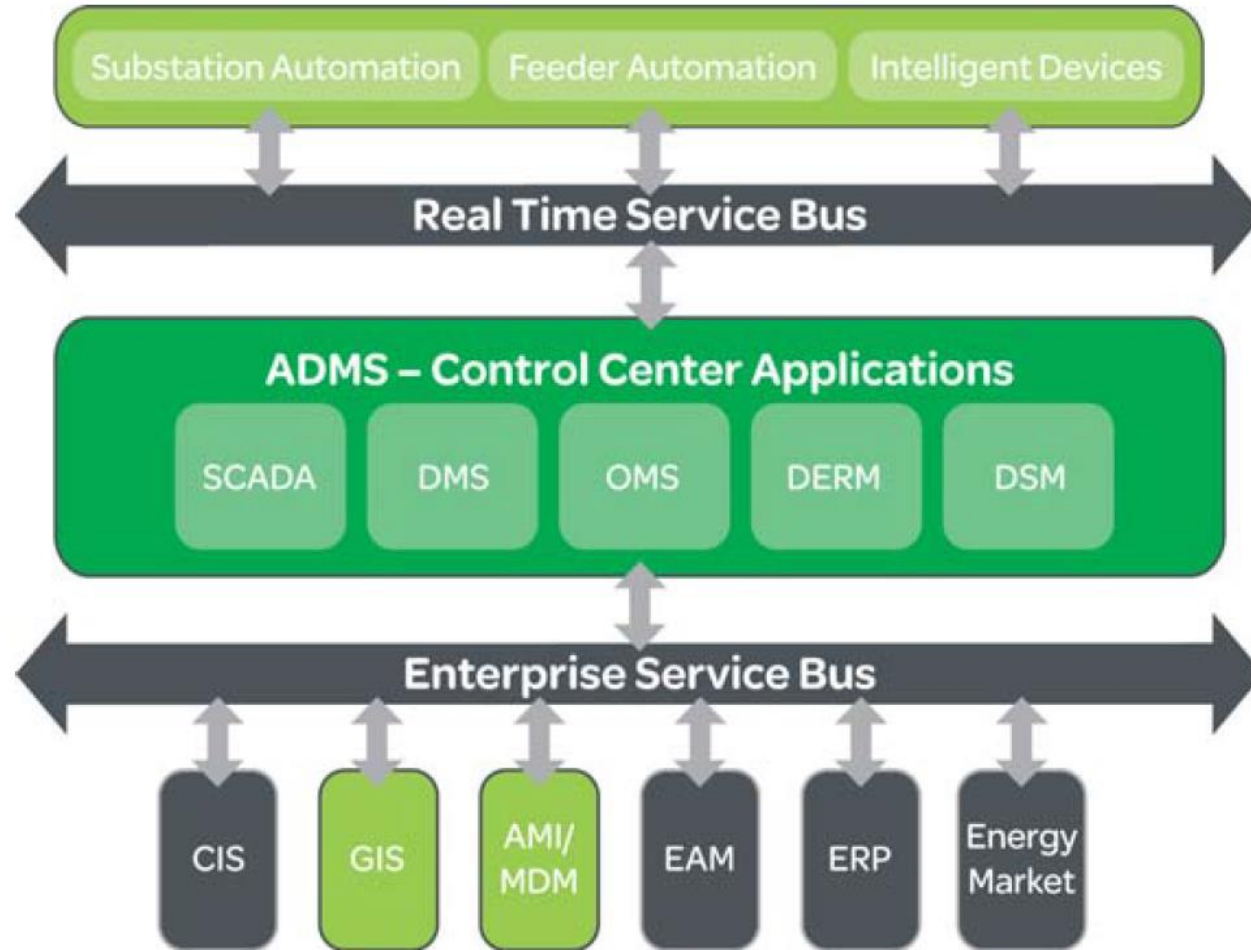 Substation Automation
Feeder Automation
Intelligent Devices
Real Time Service Bus
ADMS – Control Center Applications
SCADA
DMS
OMS
DERM
DSM
Enterprise Service Bus
CIS
GIS
AMI/
MDM
EAM
ERP
Energy
Market